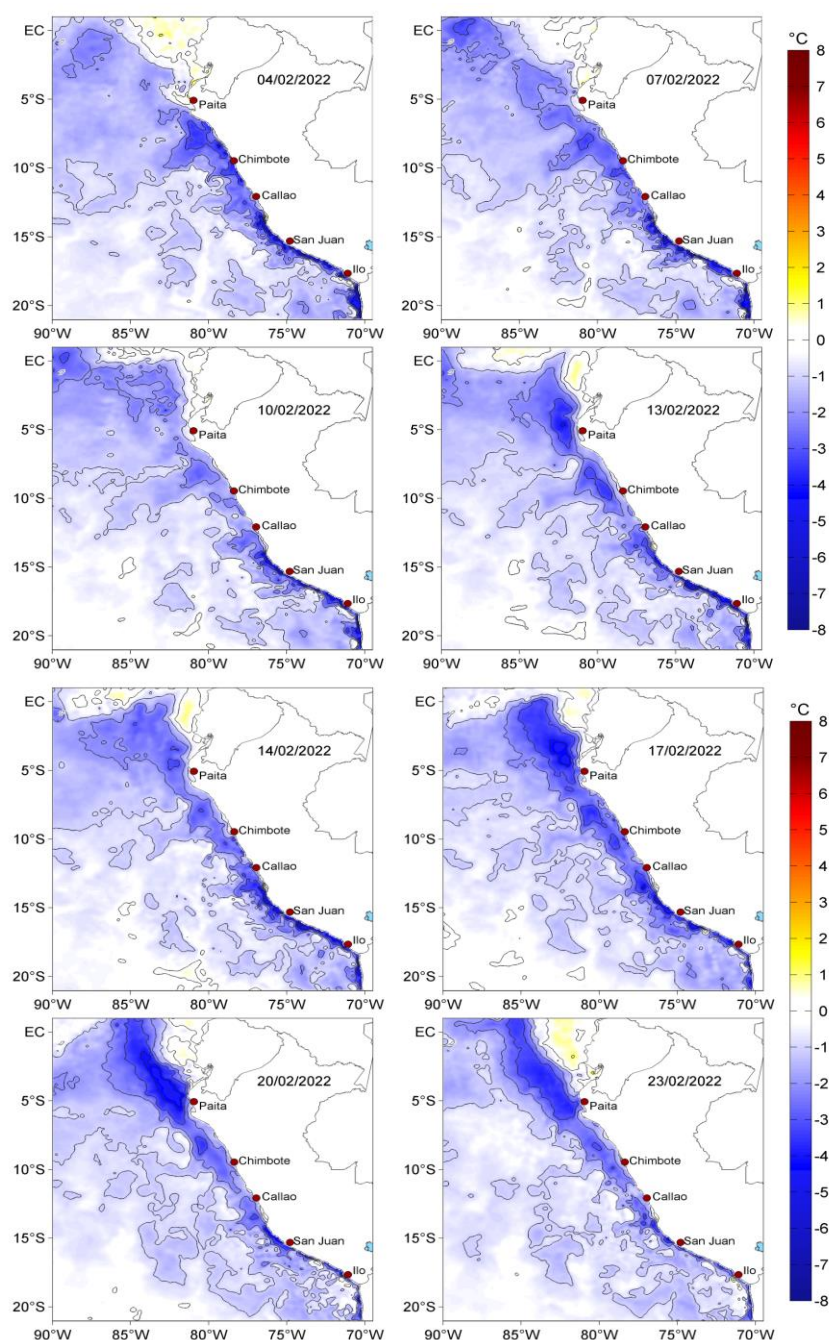 EC
04/02/2022
5°S
Paita
10°S
Chimbote
Callao
15°S
San Juan
Ilo
20°S
90°W 85°W 80°W 75°W 70°W
EC
07/02/2022
5°S
Paita
10°S
Chimbote
Callao
15°S
San Juan
Ilo
20°S
90°W 85°W 80°W 75°W 70°W
EC
10/02/2022
5°S
Paita
10°S
Chimbote
Callao
15°S
San Juan
Ilo
20°S
90°W 85°W 80°W 75°W 70°W
EC
13/02/2022
5°S
Paita
10°S
Chimbote
Callao
15°S
San Juan
Ilo
20°S
90°W 85°W 80°W 75°W 70°W
°C
8
7
6
5
4
3
2
1
0
-1
-2
-3
-4
-5
-6
-7
-8
EC
14/02/2022
5°S
Paita
10°S
Chimbote
Callao
15°S
San Juan
Ilo
20°S
90°W 85°W 80°W 75°W 70°W
EC
17/02/2022
5°S
Paita
10°S
Chimbote
Callao
15°S
San Juan
Ilo
20°S
90°W 85°W 80°W 75°W 70°W
EC
20/02/2022
5°S
Paita
10°S
Chimbote
Callao
15°S
San Juan
Ilo
20°S
90°W 85°W 80°W 75°W 70°W
EC
23/02/2022
5°S
Paita
10°S
Chimbote
Callao
15°S
San Juan
Ilo
20°S
90°W 85°W 80°W 75°W 70°W
°C
8
7
6
5
4
3
2
1
0
-1
-2
-3
-4
-5
-6
-7
-8